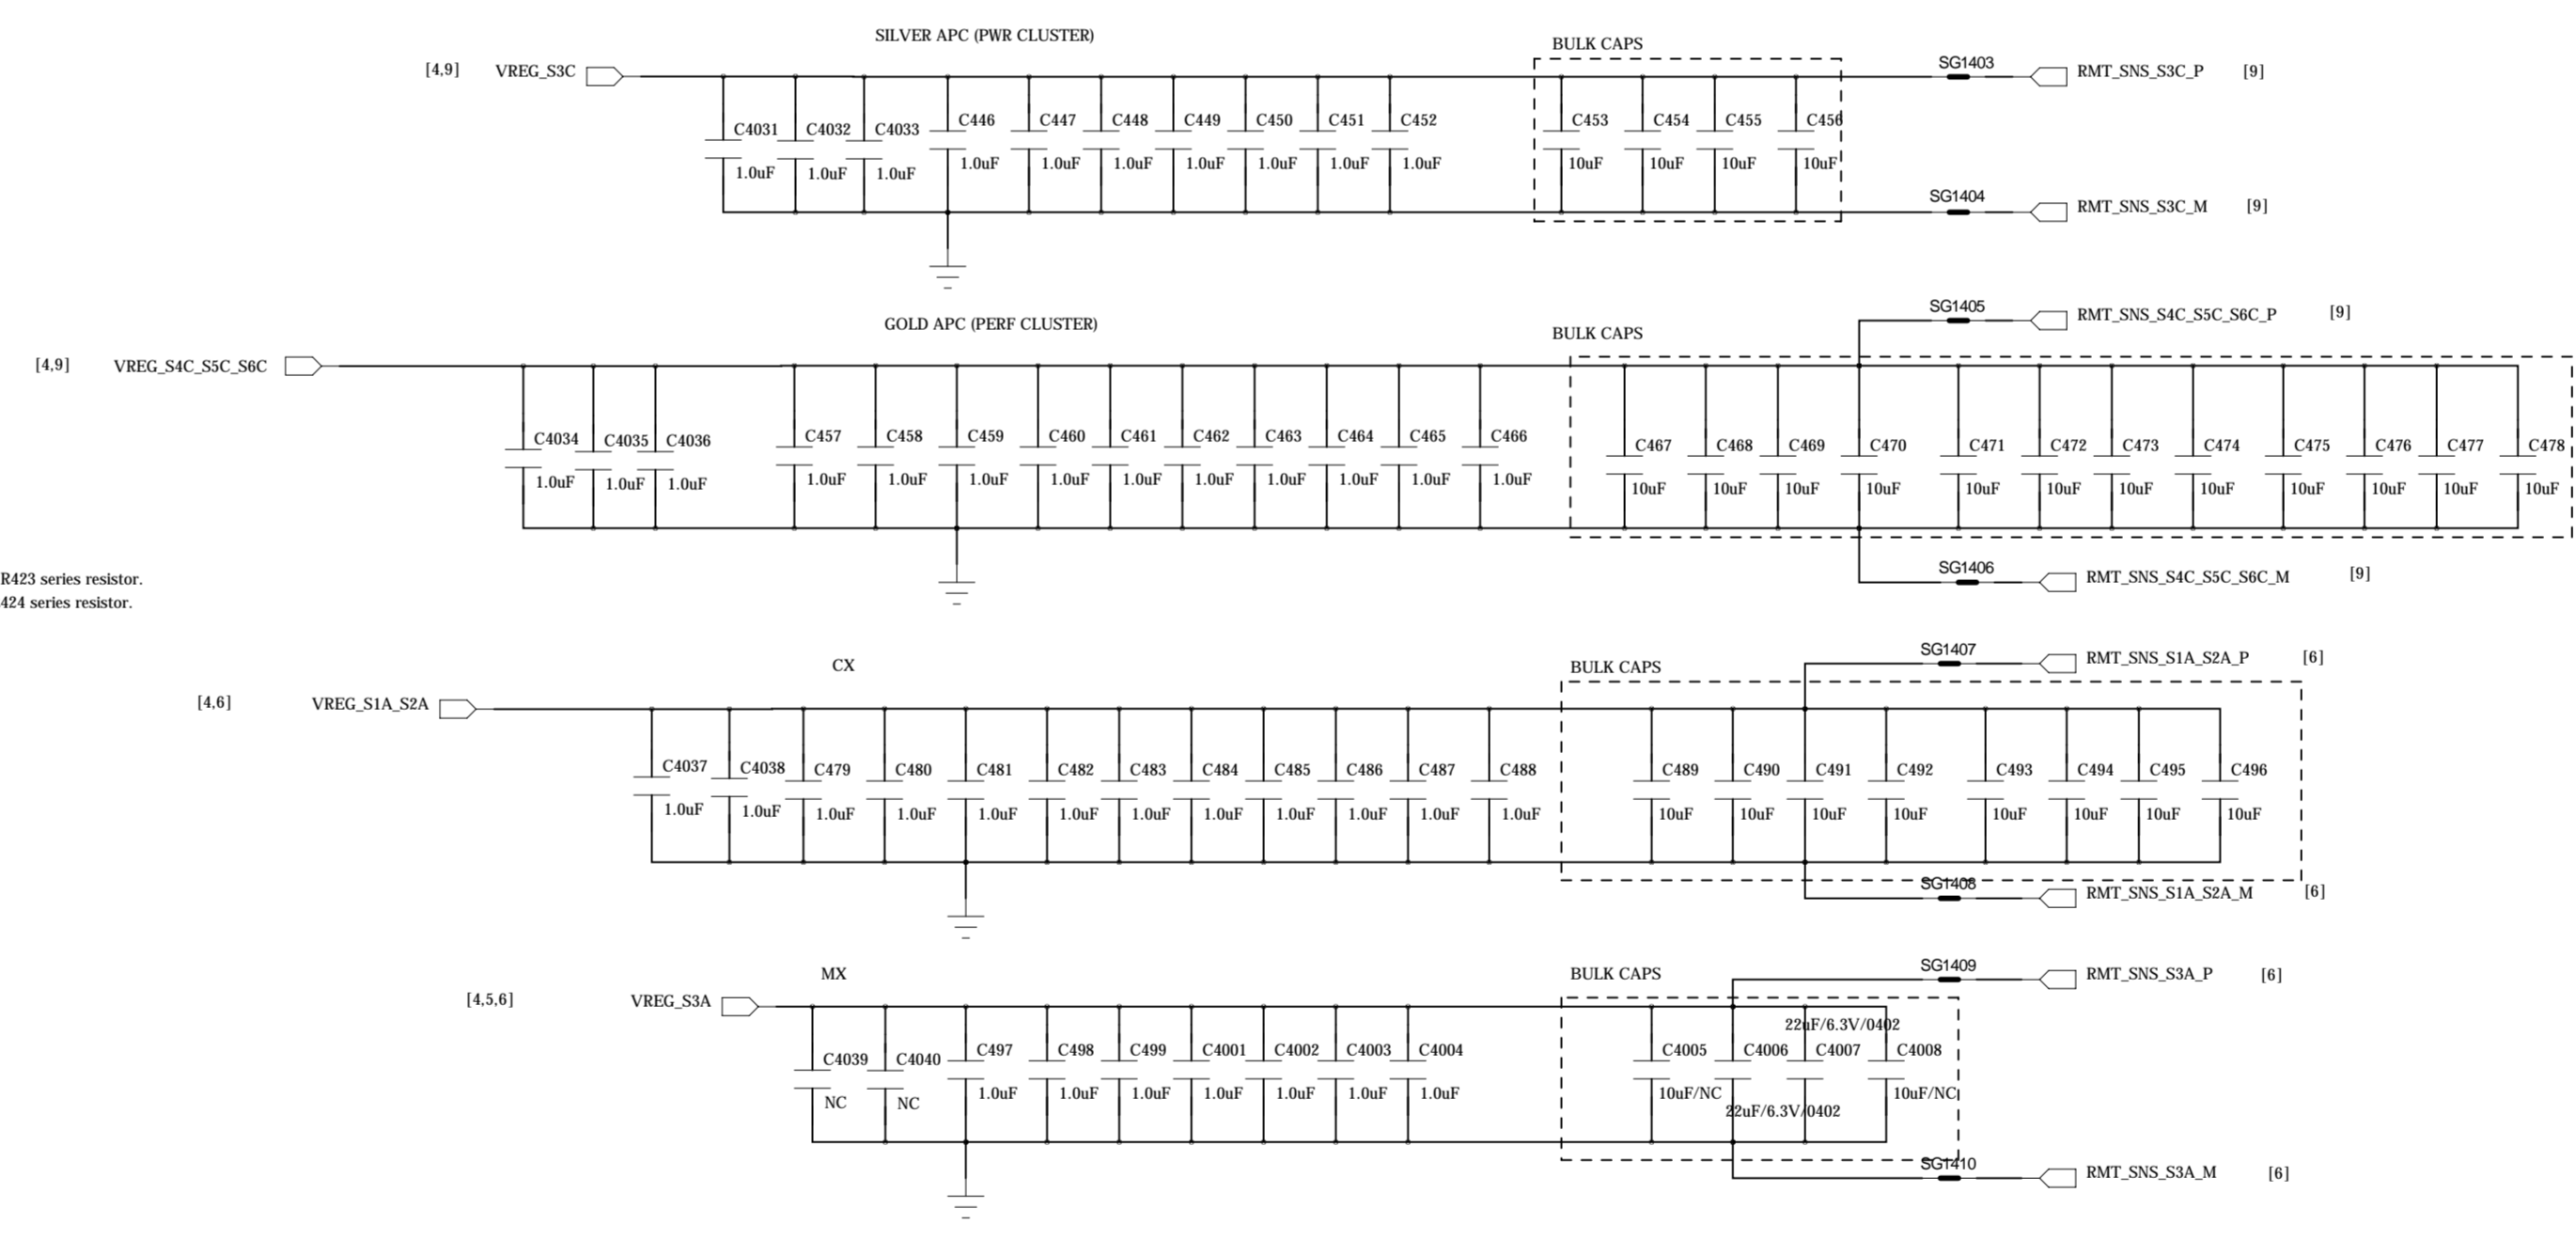 SILVER APC (PWR CLUSTER)
BULK CAPS
[4,9] VREG_S3C
SG1403 RMT_SNS_S3C_P [9]
C4031 C4032 C4033 C446 C447 C448 C449 C450 C451 C452 C453 C454 C455 C456
1.0uF 1.0uF 1.0uF 1.0uF 1.0uF 1.0uF 1.0uF 1.0uF 1.0uF 1.0uF 10uF 10uF 10uF 10uF
SG1404 RMT_SNS_S3C_M [9]
SG1405 RMT_SNS_S4C_S5C_S6C_P [9]
GOLD APC (PERF CLUSTER)
BULK CAPS
[4,9] VREG_S4C_S5C_S6C
C4034 C4035 C4036 C457 C458 C459 C460 C461 C462 C463 C464 C465 C466 C467 C468 C469 C470 C471 C472 C473 C474 C475 C476 C477 C478
1.0uF 1.0uF 1.0uF 1.0uF 1.0uF 1.0uF 1.0uF 1.0uF 1.0uF 1.0uF 1.0uF 1.0uF 1.0uF 10uF 10uF 10uF 10uF 10uF 10uF 10uF 10uF 10uF 10uF 10uF 10uF
SG1406 RMT_SNS_S4C_S5C_S6C_M [9]
R423 series resistor.
424 series resistor.
SG1407 RMT_SNS_S1A_S2A_P [6]
CX
BULK CAPS
[4,6] VREG_S1A_S2A
C4037 C4038 C479 C480 C481 C482 C483 C484 C485 C486 C487 C488 C489 C490 C491 C492 C493 C494 C495 C496
1.0uF 1.0uF 1.0uF 1.0uF 1.0uF 1.0uF 1.0uF 1.0uF 1.0uF 1.0uF 1.0uF 1.0uF 10uF 10uF 10uF 10uF 10uF 10uF 10uF 10uF
SG1408 RMT_SNS_S1A_S2A_M [6]
MX
BULK CAPS
SG1409 RMT_SNS_S3A_P [6]
[4,5,6] VREG_S3A
22uF/6.3V/0402
C4039 C4040 C497 C498 C499 C4001 C4002 C4003 C4004 C4005 C4006 C4007 C4008
NC NC 1.0uF 1.0uF 1.0uF 1.0uF 1.0uF 1.0uF 1.0uF 10uF/NC 10uF/NC
22uF/6.3V/0402
SG1410 RMT_SNS_S3A_M [6]